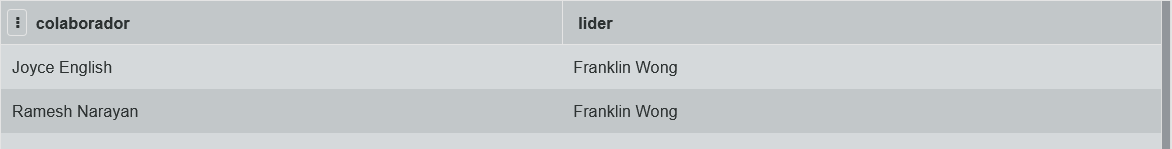 colaborador lider
Joyce English Franklin Wong
Ramesh Narayan Franklin Wong